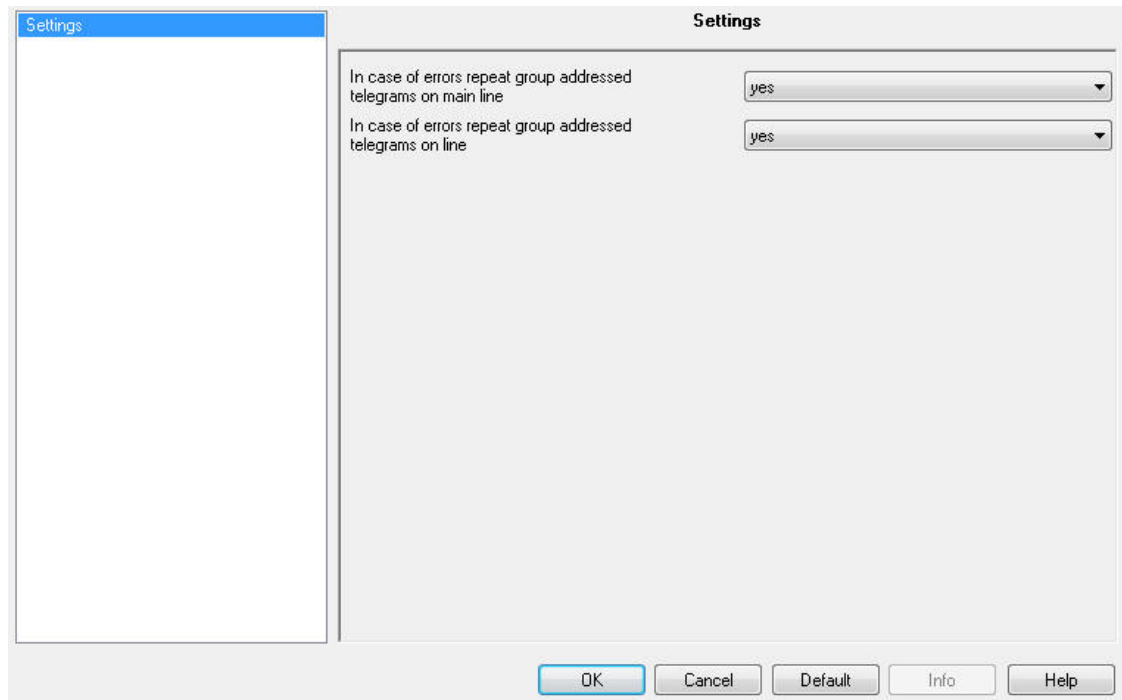 Settings
Settings
In case of errors repeat group addressed
telegrams on main line
yes
In case of errors repeat group addressed
telegrams on line
yes
OK
Cancel
Default
Info
Help